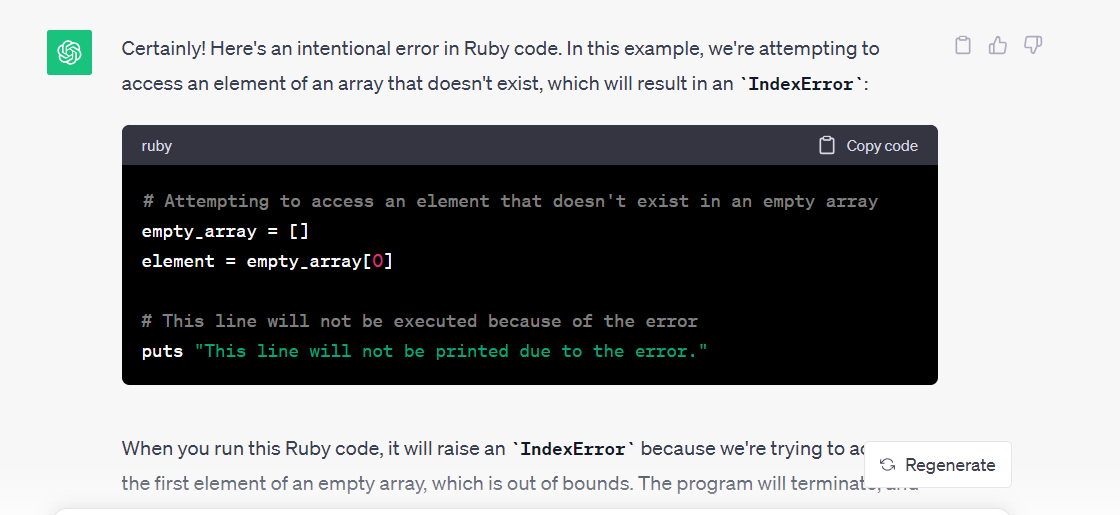 Certainly! Here's an intentional error in Ruby code. In this example, we're attempting to
access an element of an array that doesn't exist, which will result in an `IndexError`:
ruby
Copy code
# Attempting to access an element that doesn't exist in an empty array
empty_array = []
element = empty_array[0]
# This line will not be executed because of the error
puts "This line will not be printed due to the error."
When you run this Ruby code, it will raise an `IndexError` because we're trying to
Regenerate
the first element of an empty array, which is out of bounds. The program will terminate, and